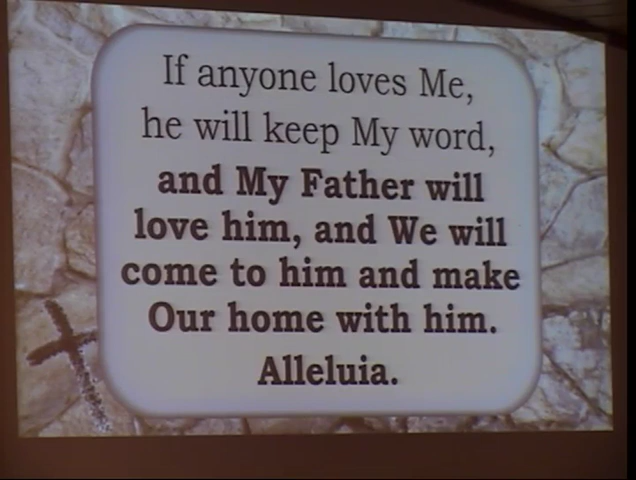 If anyone loves Me,
he will keep My word,
and My Father will
love him, and We will
come to him and make
Our home with him.
Alleluia.